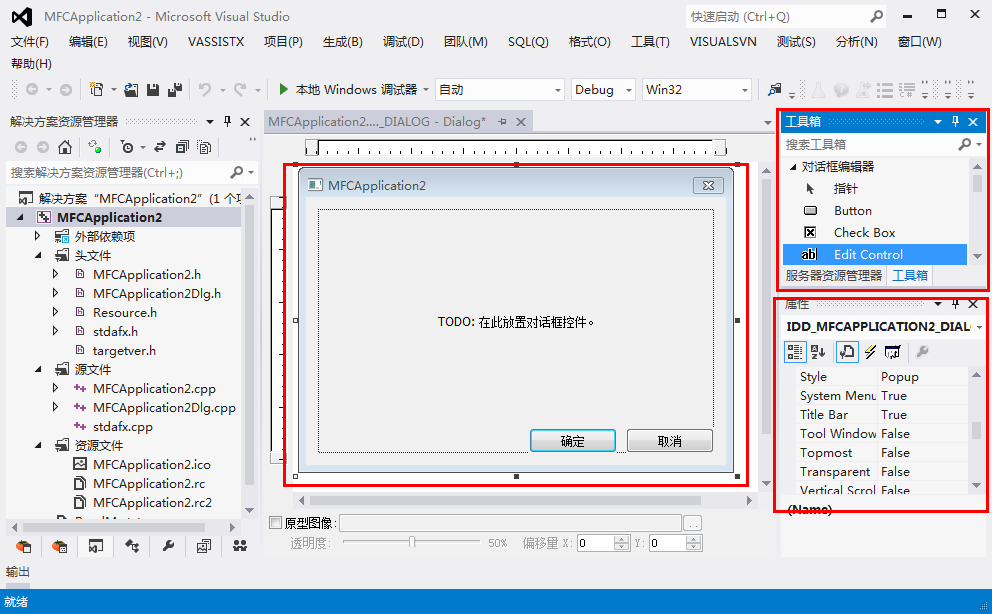 MFCApplication2 - Microsoft Visual Studio
快速启动 (Ctrl+Q)
文件(F) 编辑(E) 视图(V) VASSISTX 项目(P) 生成(B) 调试(D) 团队(M) SQL(Q) 格式(O) 工具(T) VISUALSVN 测试(S) 分析(N) 窗口(W)
帮助(H)
本地 Windows 调试器 自动 Debug Win32
解决方案资源管理器
搜索解决方案资源管理器(Ctrl+;)
解决方案 “MFCApplication2” (1 个
MFCApplication2
外部依赖项
头文件
MFCApplication2.h
MFCApplication2Dlg.h
Resource.h
stdafx.h
targetver.h
源文件
MFCApplication2.cpp
MFCApplication2Dlg.cpp
stdafx.cpp
资源文件
MFCApplication2.ico
MFCApplication2.rc
MFCApplication2.rc2
MFCApplication2...._DIALOG - Dialog*
MFCApplication2
TODO: 在此放置对话框控件。
确定 取消
原型图像:
...
透明度: 50% 偏移量 X: 0 Y: 0
工具箱
搜索工具箱
对话框编辑器
指针
Button
Check Box
ab| Edit Control
服务器资源管理器 工具箱
属性
IDD_MFCAPPLICATION2_DIAL
Style Popup
System Menu True
Title Bar True
Tool Window False
Topmost False
Transparent False
Vertical Scrol False
(Name)
输出
就绪